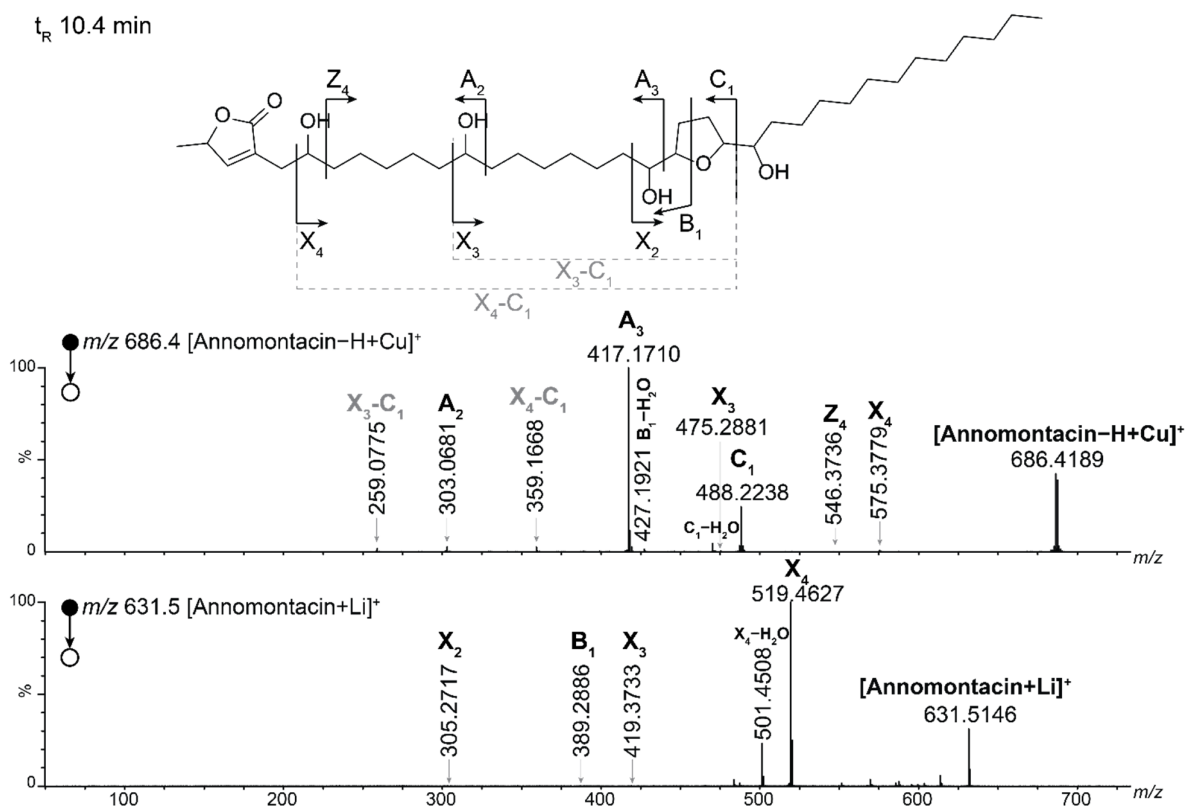 tR 10.4 min
Z4 A2 A3 C1
O O OH OH
O OH
OH
B1
X4 X3 X2
X3-C1
X4-C1
m/z 686.4 [Annomontacin−H+Cu]+
A3
417.1710
100
%
0
X3-C1
259.0775
A2
303.0681
X4-C1
359.1668
427.1921 B1−H2O
X3
475.2881
C1
488.2238
C1−H2O
Z4
546.3736
X4
575.3779
[Annomontacin−H+Cu]+
686.4189
m/z
m/z 631.5 [Annomontacin+Li]+
100
%
0
X2
305.2717
B1
389.2886
X3
419.3733
X4
519.4627
X4−H2O
501.4508
[Annomontacin+Li]+
631.5146
100 200 300 400 500 600 700 m/z